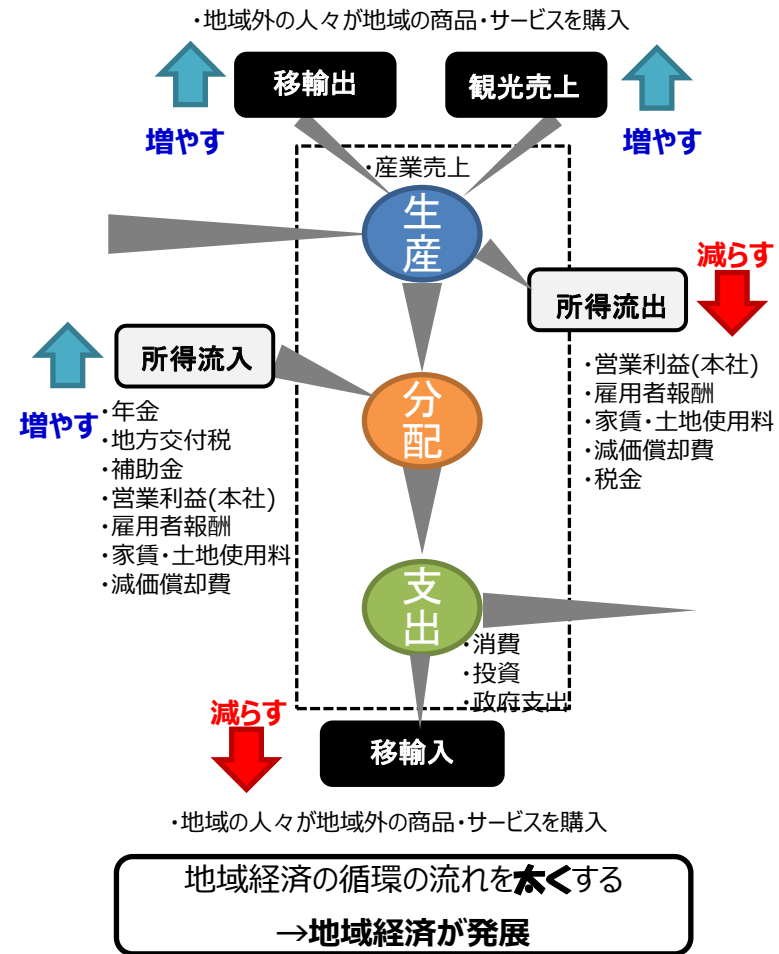 ・地域外の人々が地域の商品・サービスを購入
移輸出
観光売上
増やす
増やす
・産業売上
生産
減らす
所得流出
・営業利益(本社)
・雇用者報酬
・家賃・土地使用料
・減価償却費
・税金
所得流入
増やす
・年金
・地方交付税
・補助金
・営業利益(本社)
・雇用者報酬
・家賃・土地使用料
・減価償却費
分配
支出
・消費
・投資
・政府支出
減らす
移輸入
・地域の人々が地域外の商品・サービスを購入
地域経済の循環の流れを太くする
→地域経済が発展